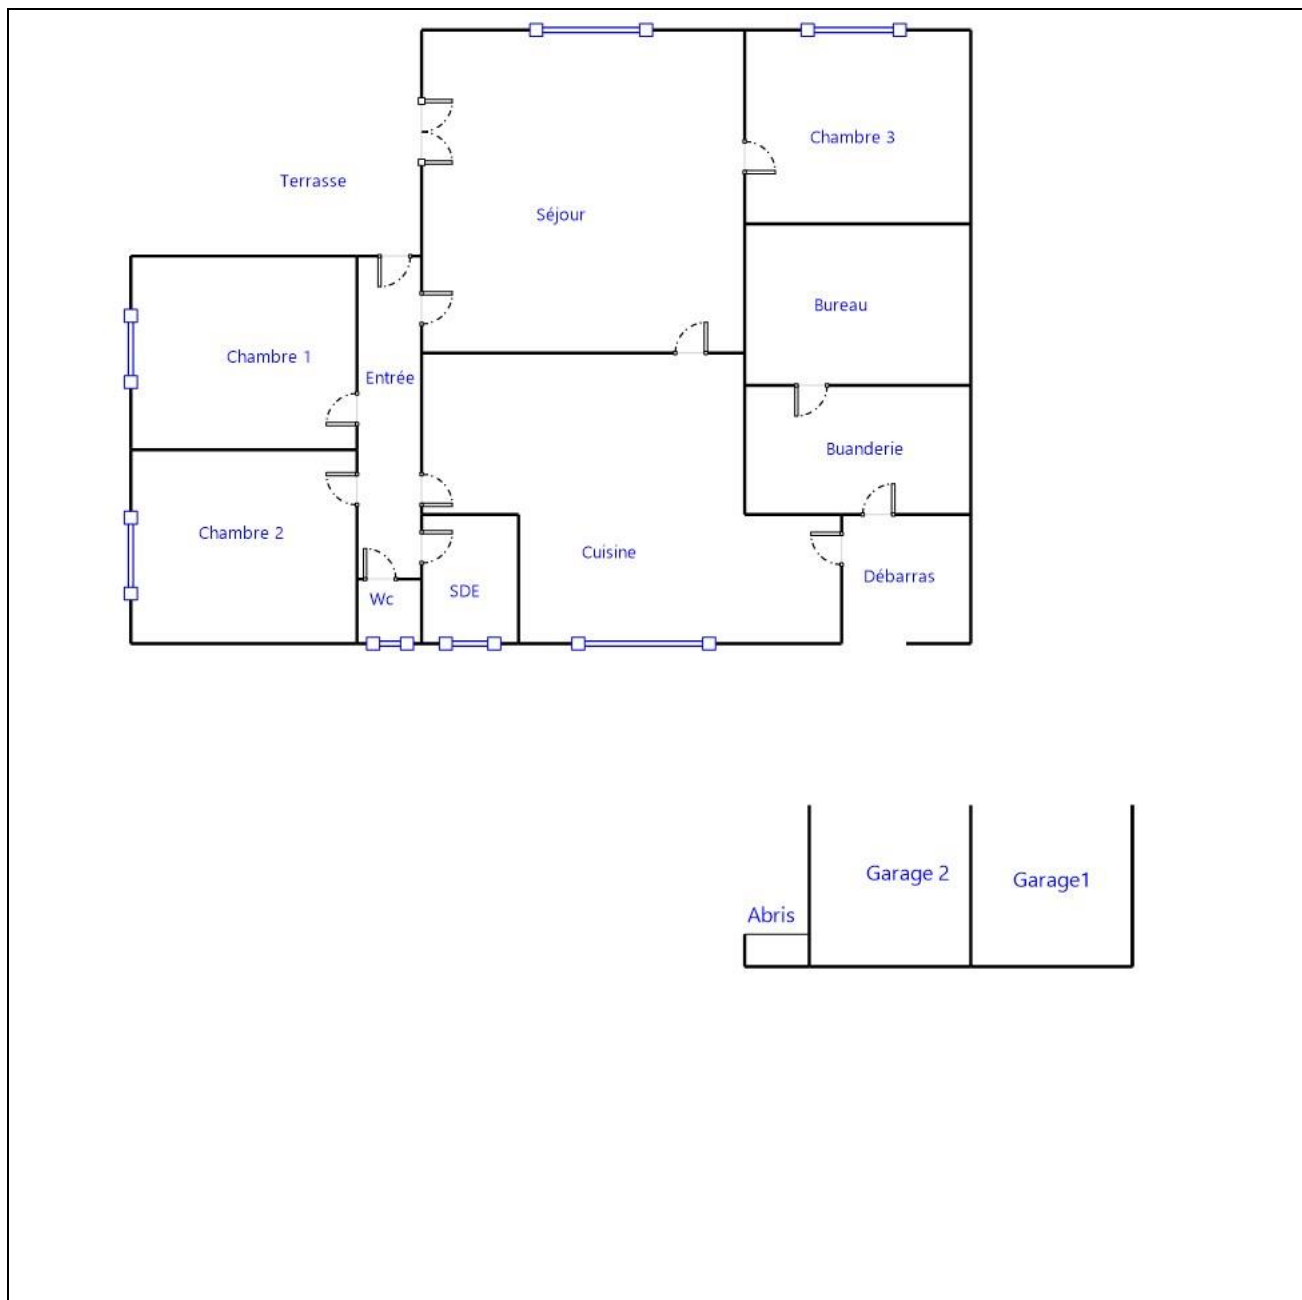 Chambre 3
Terrasse
Séjour
Bureau
Chambre 1
Entrée
Buanderie
Chambre 2
Cuisine
Débarras
Wc
SDE
Garage 2
Garage1
Abris